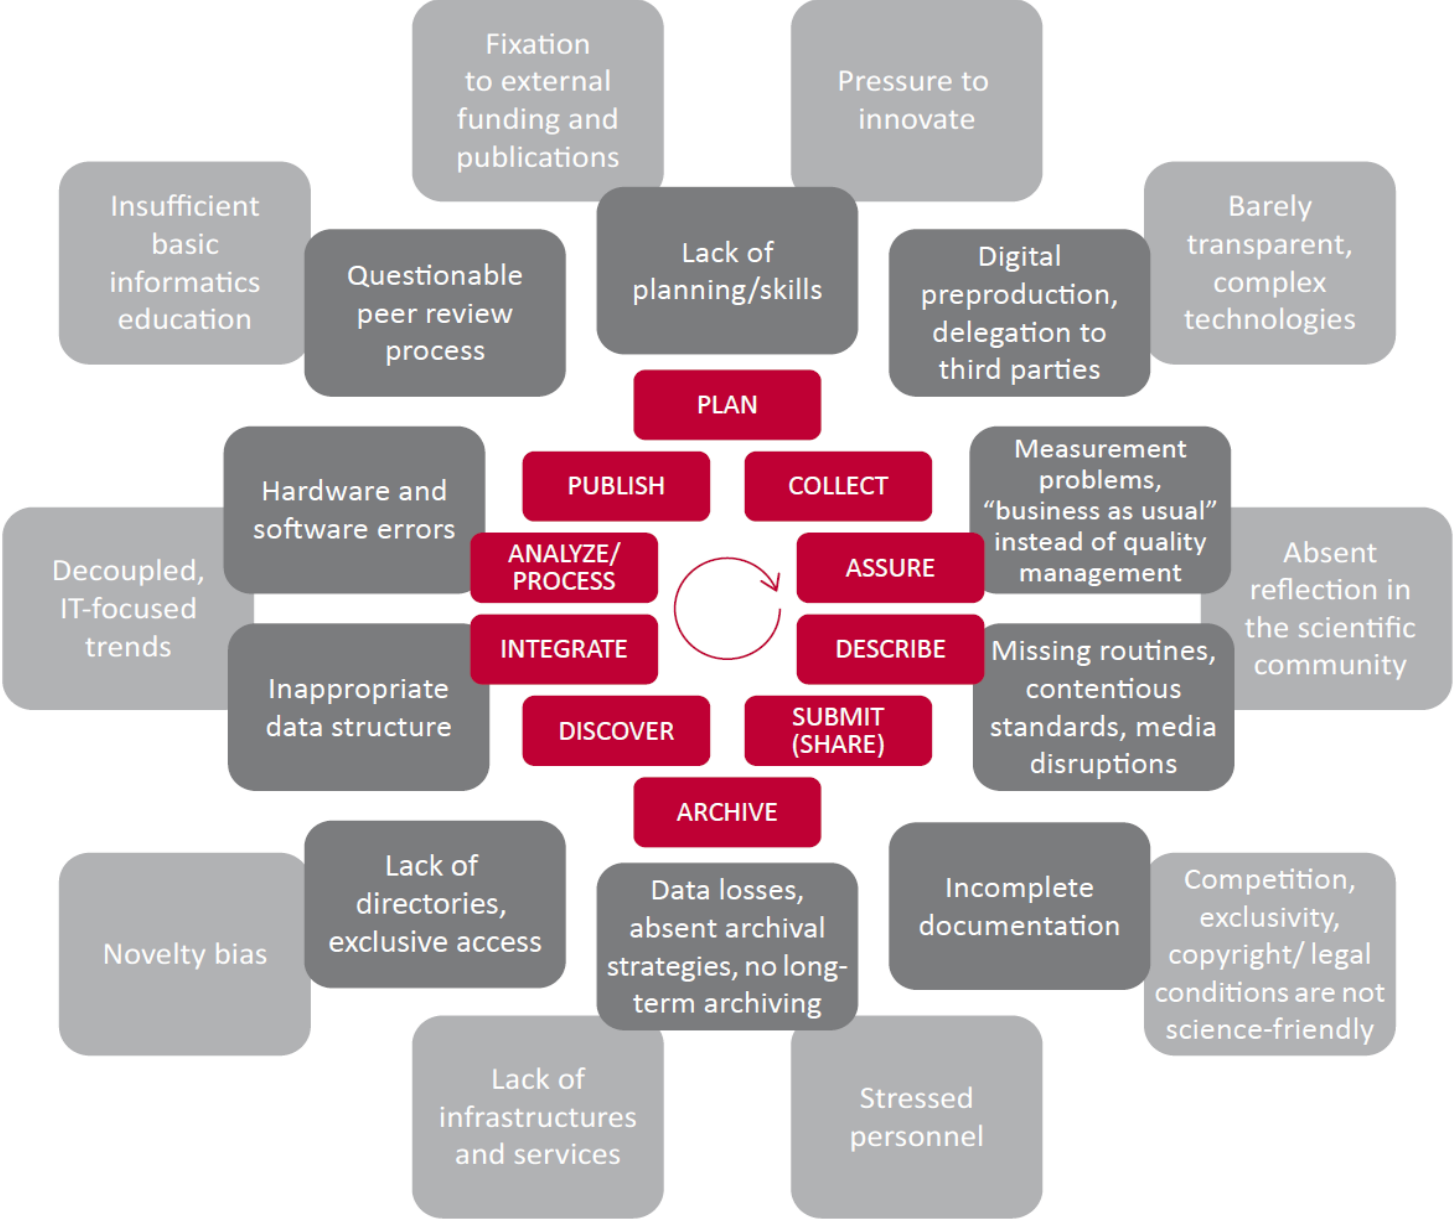 Fixation
to external
funding and
publications
Pressure to
innovate
Insufficient
basic
informatics
education
Barely
transparent,
complex
technologies
Questionable
peer review
process
Lack of
planning/skills
Digital
preproduction,
delegation to
third parties
PLAN
PUBLISH
COLLECT
Hardware and
software errors
Measurement
problems,
“business as usual”
instead of quality
management
ANALYZE/
PROCESS
ASSURE
Decoupled,
IT-focused
trends
Absent
reflection in
the scientific
community
INTEGRATE
DESCRIBE
Inappropriate
data structure
Missing routines,
contentious
standards, media
disruptions
DISCOVER
SUBMIT
(SHARE)
ARCHIVE
Lack of
directories,
exclusive access
Data losses,
absent archival
strategies, no long-
term archiving
Incomplete
documentation
Novelty bias
Competition,
exclusivity,
copyright/ legal
conditions are not
science-friendly
Lack of
infrastructures
and services
Stressed
personnel